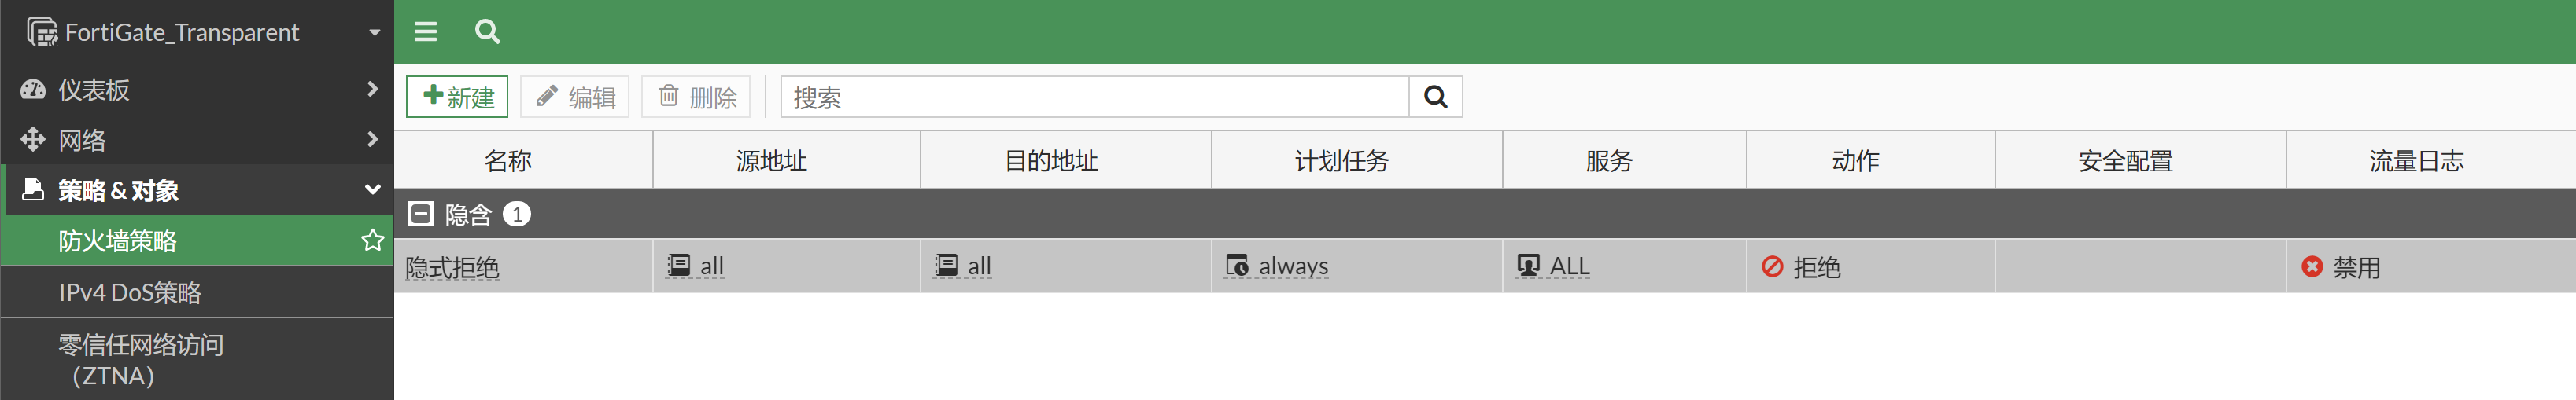 FortiGate_Transparent
仪表板
网络
策略 & 对象
防火墙策略
IPv4 DoS策略
零信任网络访问
（ZTNA）
新建 编辑 删除 搜索
名称 源地址 目的地址 计划任务 服务 动作 安全配置 流量日志
隐含 1
隐式拒绝 all all always ALL 拒绝 禁用